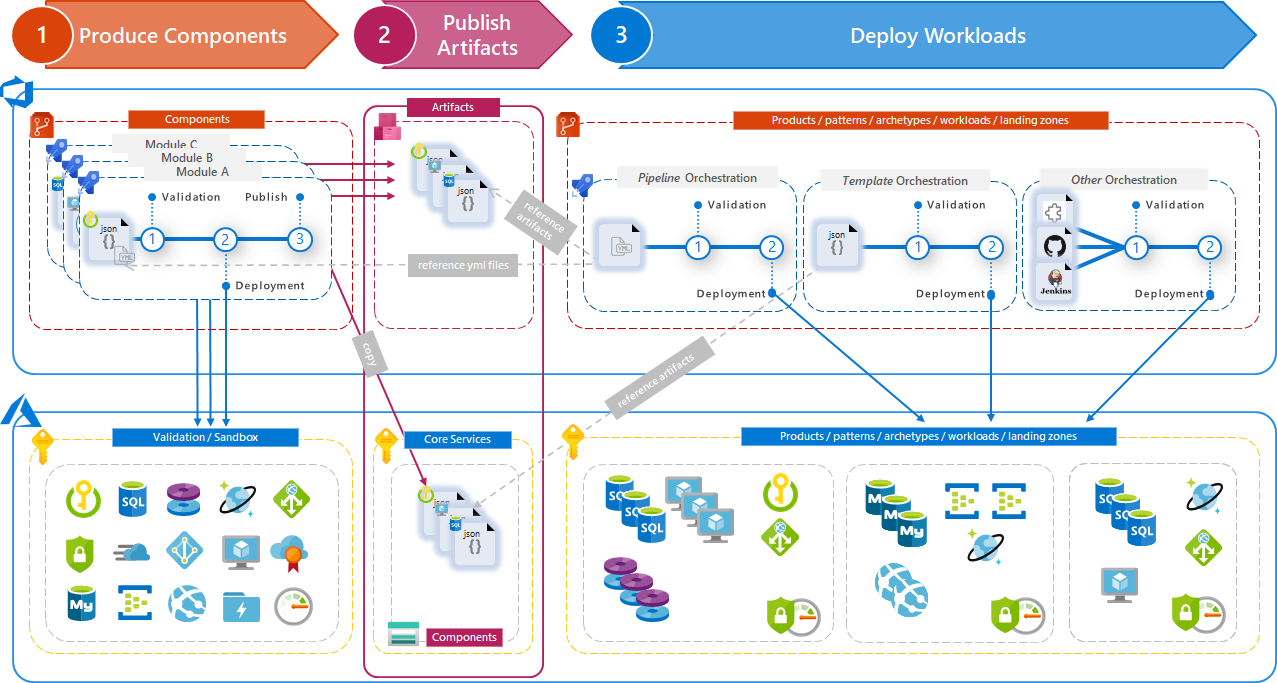 1
Produce Components
2
Publish
Artifacts
3
Deploy Workloads
Components
Module C
Module B
Module A
Validation
Publish
SQL
json
{}
YML
1
2
3
Deployment
Artifacts
json
SQL
json
{}
reference
artifacts
reference yml files
copy
Products / patterns / archetypes / workloads / landing zones
Pipeline Orchestration
Validation
YML
1
2
Deployment
Template Orchestration
Validation
json
{}
1
2
Deployment
Other Orchestration
Validation
Jenkins
1
2
Deployment
reference artifacts
Validation / Sandbox
SQL
My
Core Services
json
SQL
json
{}
Components
Products / patterns / archetypes / workloads / landing zones
SQL
SQL
SQL
My
My
My
SQL
SQL
SQL